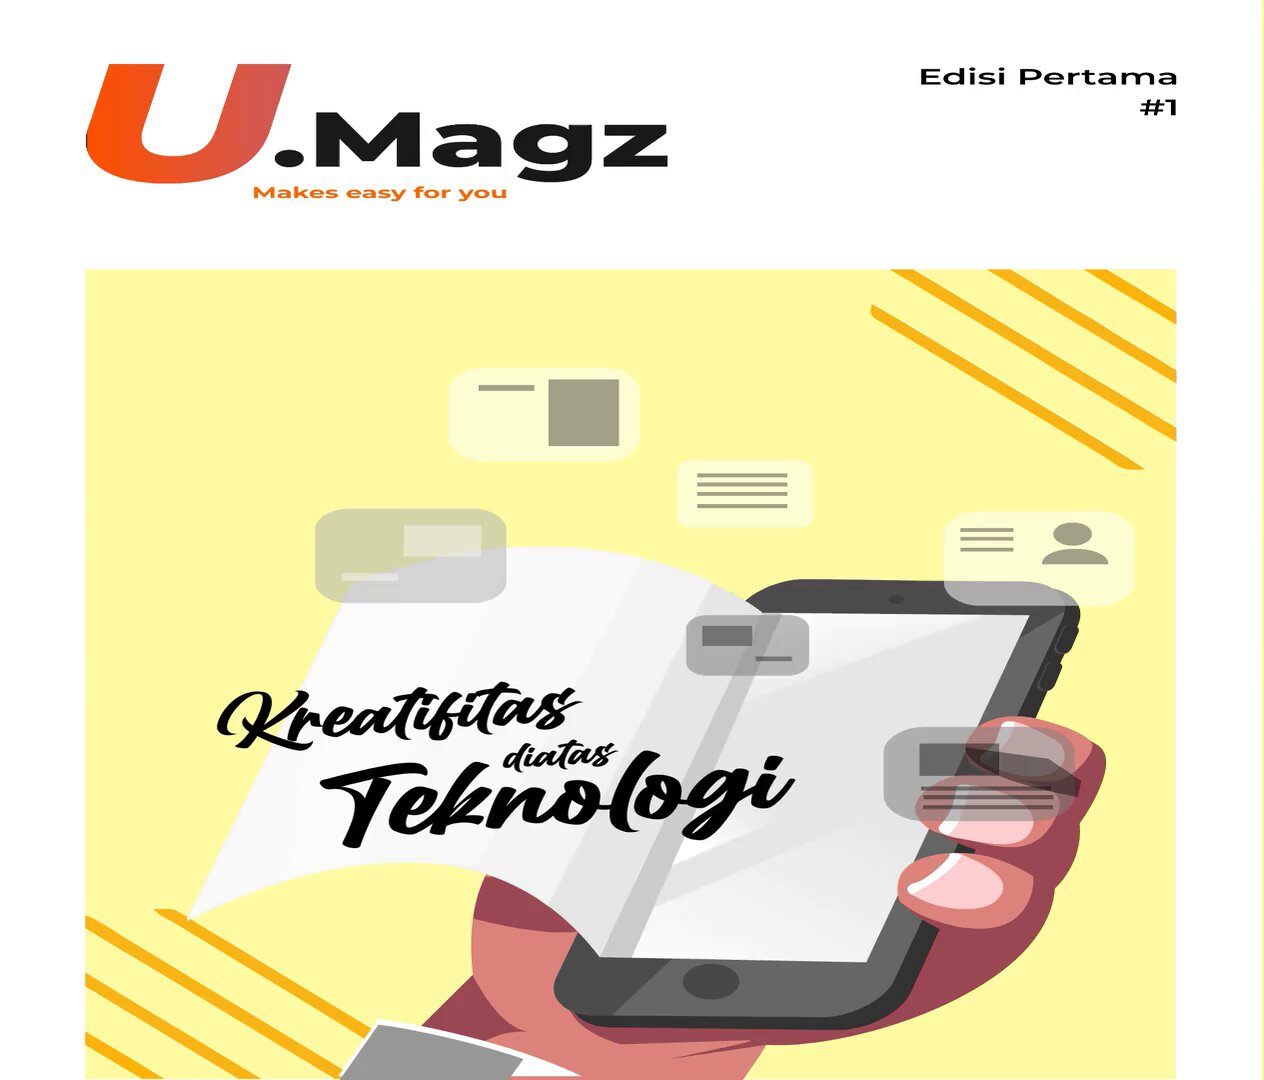 U.Magz
Makes easy for you
Edisi Pertama
#1
Kreatifitas
diatas
Teknologi